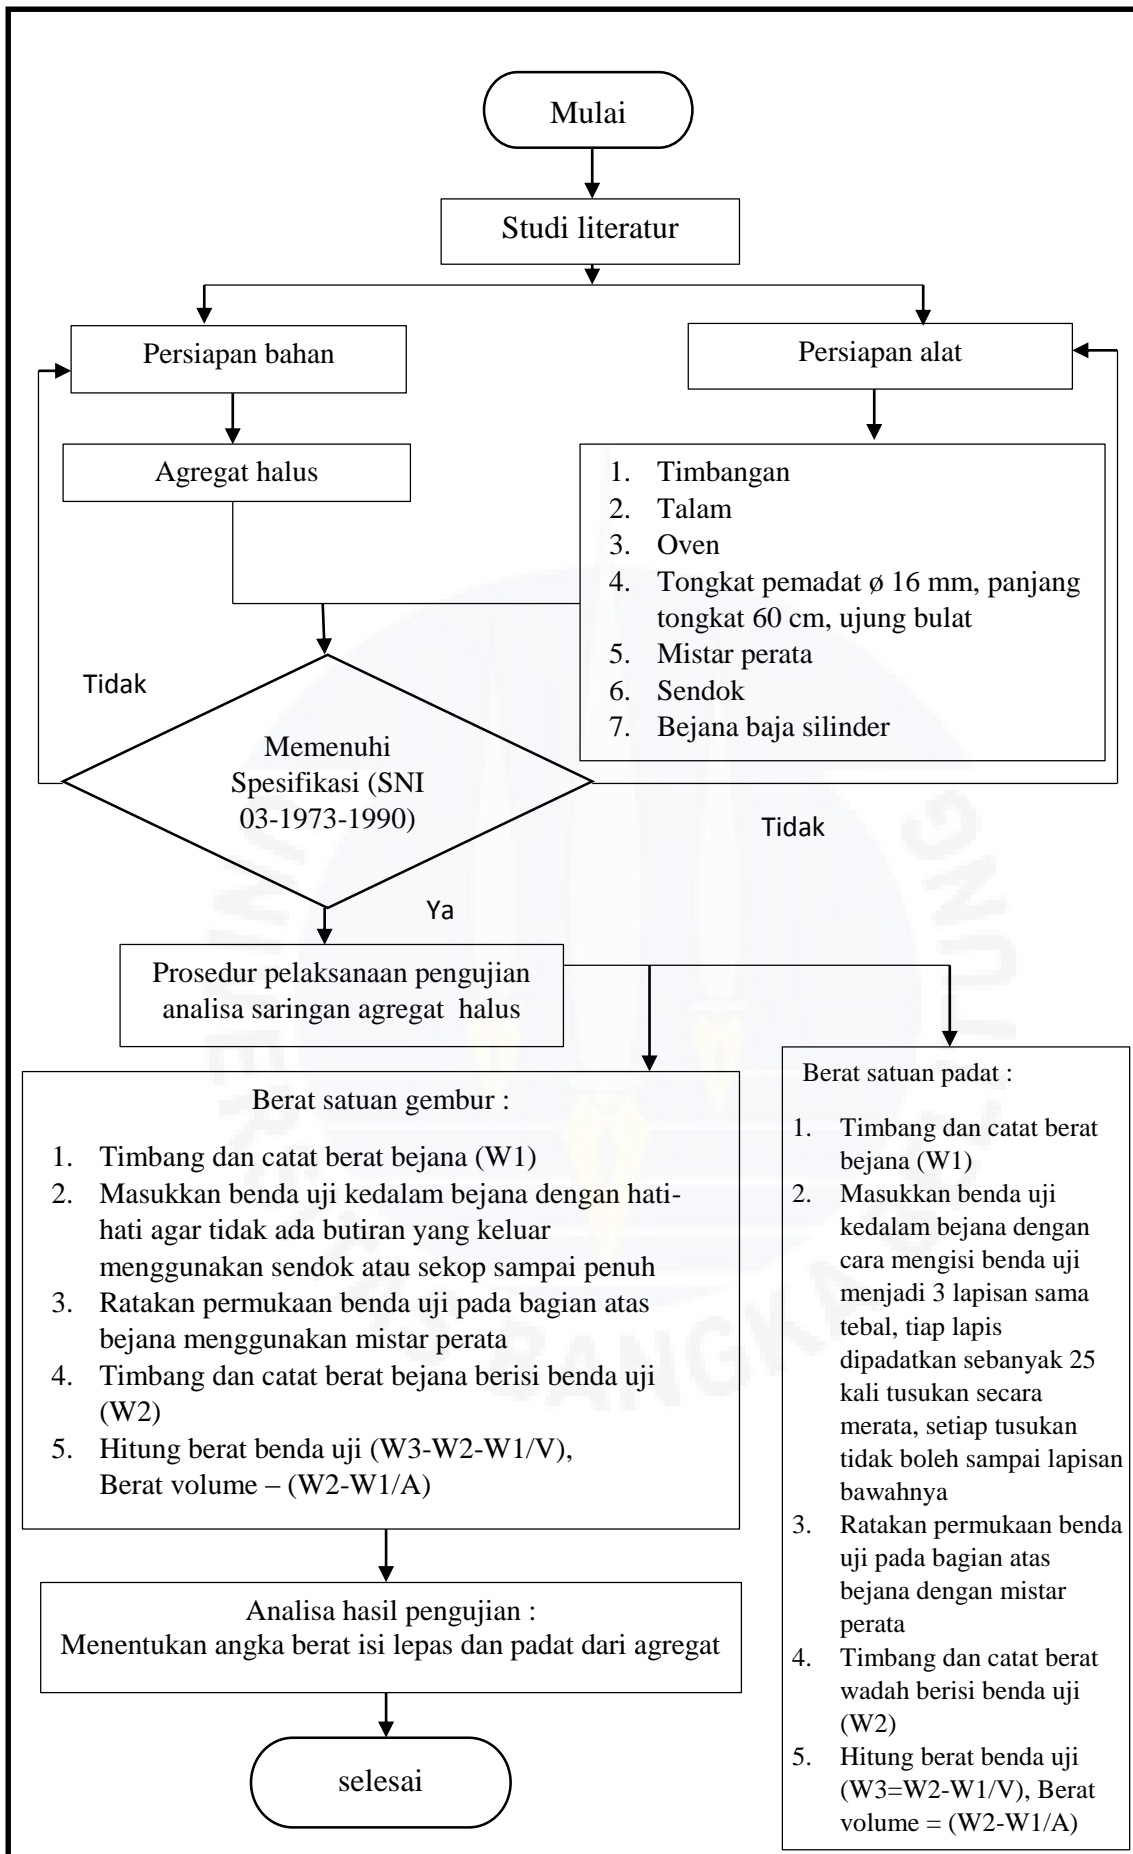 Mulai
Studi literatur
Persiapan bahan
Persiapan alat
Agregat halus
1. Timbangan
2. Talam
3. Oven
4. Tongkat pemadat ø 16 mm, panjang
tongkat 60 cm, ujung bulat
5. Mistar perata
6. Sendok
7. Bejana baja silinder
Tidak
Memenuhi
Spesifikasi (SNI
03-1973-1990)
Tidak
Ya
Prosedur pelaksanaan pengujian
analisa saringan agregat halus
Berat satuan gembur :
1. Timbang dan catat berat bejana (W1)
2. Masukkan benda uji kedalam bejana dengan hati-
hati agar tidak ada butiran yang keluar
menggunakan sendok atau sekop sampai penuh
3. Ratakan permukaan benda uji pada bagian atas
bejana menggunakan mistar perata
4. Timbang dan catat berat bejana berisi benda uji
(W2)
5. Hitung berat benda uji (W3-W2-W1/V),
Berat volume – (W2-W1/A)
Berat satuan padat :
1. Timbang dan catat berat
bejana (W1)
2. Masukkan benda uji
kedalam bejana dengan
cara mengisi benda uji
menjadi 3 lapisan sama
tebal, tiap lapis
dipadatkan sebanyak 25
kali tusukan secara
merata, setiap tusukan
tidak boleh sampai lapisan
bawahnya
3. Ratakan permukaan benda
uji pada bagian atas
bejana dengan mistar
perata
4. Timbang dan catat berat
wadah berisi benda uji
(W2)
5. Hitung berat benda uji
(W3=W2-W1/V), Berat
volume = (W2-W1/A)
Analisa hasil pengujian :
Menentukan angka berat isi lepas dan padat dari agregat
selesai
UNIVERSITAS BANGKA BELITUNG